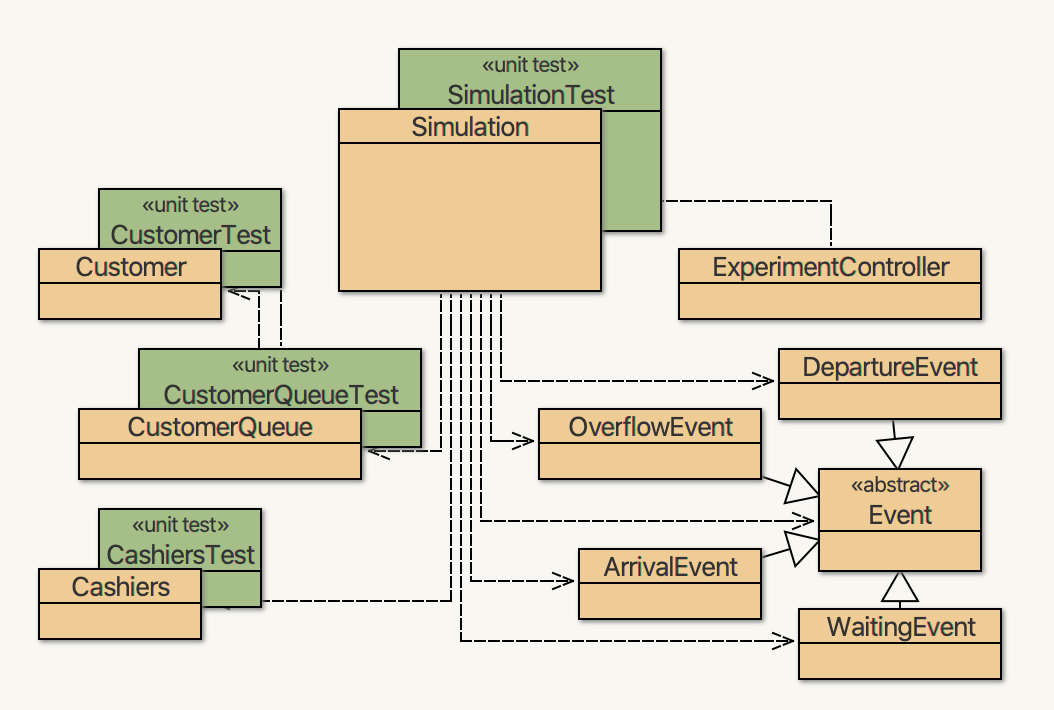 «unit test»
SimulationTest
Simulation
«unit test»
CustomerTest
Customer
ExperimentController
«unit test»
CustomerQueueTest
CustomerQueue
DepartureEvent
OverflowEvent
«abstract»
Event
«unit test»
CashiersTest
Cashiers
ArrivalEvent
WaitingEvent